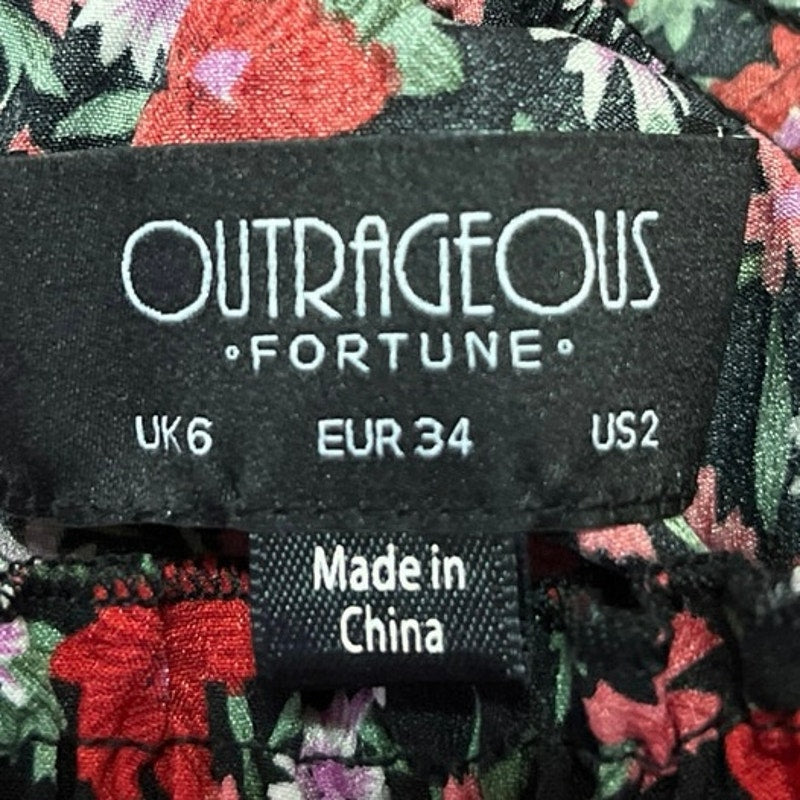 OUTRAGEOUS
•FORTUNE•
UK6 EUR 34 US2
Made in
China